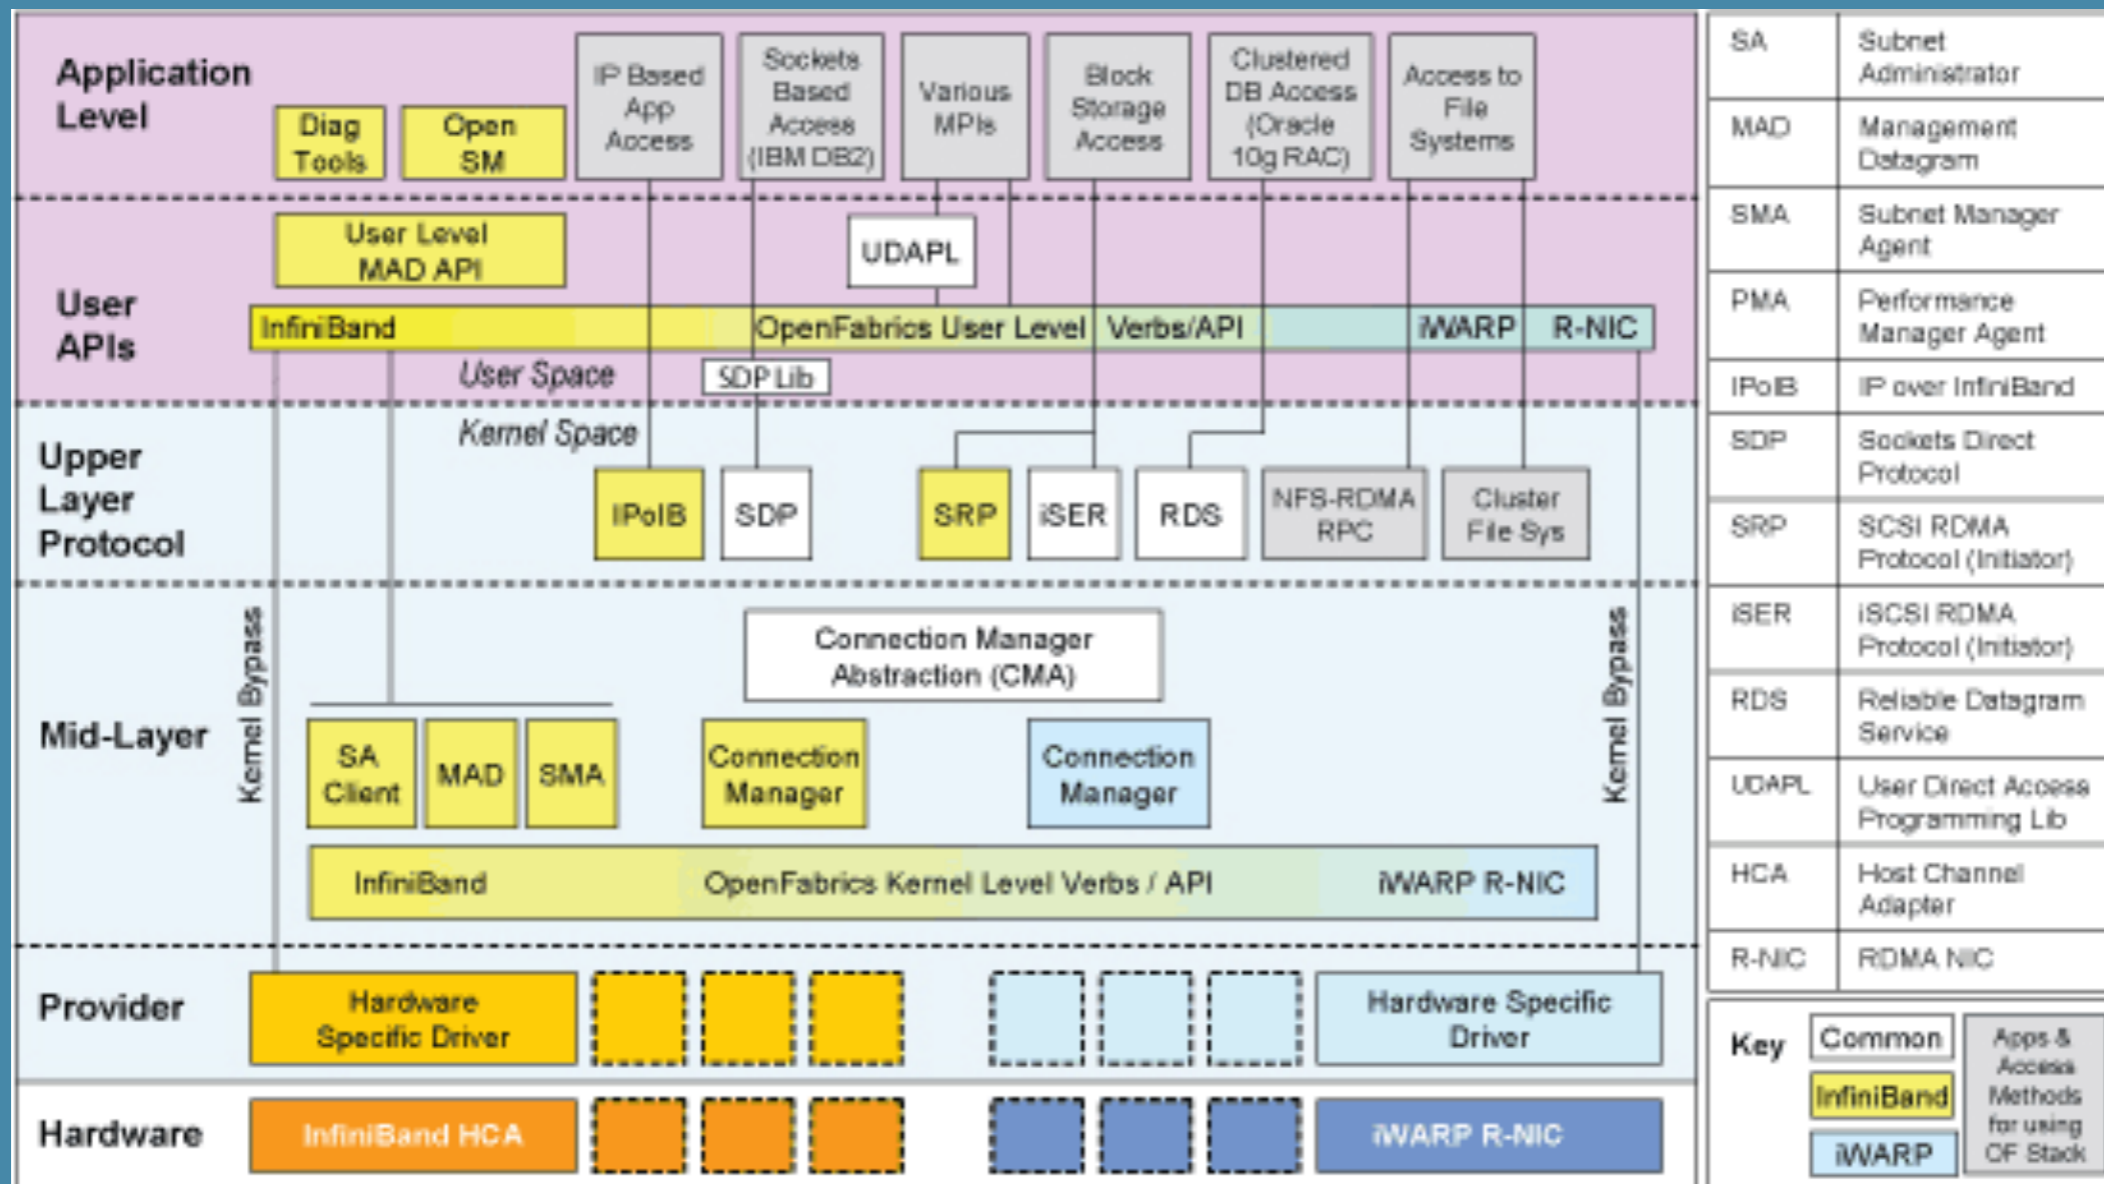 Application
Level
Diag
Tools
Open
SM
IP Based
App
Access
Sockets
Based
Access
(IBM DB2)
Various
MPIs
Block
Storage
Access
Clustered
DB Access
(Oracle
10g RAC)
Access to
File
Systems
User
APIs
User Level
MAD API
UDAPL
InfiniBand
OpenFabrics User Level Verbs/API
iWARP R-NIC
User Space
SDP Lib
Kernel Space
Upper
Layer
Protocol
IPoIB
SDP
SRP
iSER
RDS
NFS-RDMA
RPC
Cluster
File Sys
Mid-Layer
Kernel Bypass
Connection Manager
Abstraction (CMA)
SA
Client
MAD
SMA
Connection
Manager
Connection
Manager
Kernel Bypass
InfiniBand
OpenFabrics Kernel Level Verbs / API
iWARP R-NIC
Provider
Hardware
Specific Driver
Hardware Specific
Driver
Hardware
InfiniBand HCA
iWARP R-NIC
SA
Subnet
Administrator
MAD
Management
Datagram
SMA
Subnet Manager
Agent
PMA
Performance
Manager Agent
IPoIB
IP over InfiniBand
SDP
Sockets Direct
Protocol
SRP
SCSI RDMA
Protocol (Initiator)
iSER
iSCSI RDMA
Protocol (Initiator)
RDS
Reliable Datagram
Service
UDAPL
User Direct Access
Programming Lib
HCA
Host Channel
Adapter
R-NIC
RDMA NIC
Key
Common
InfiniBand
iWARP
Apps &
Access
Methods
for using
OF Stack